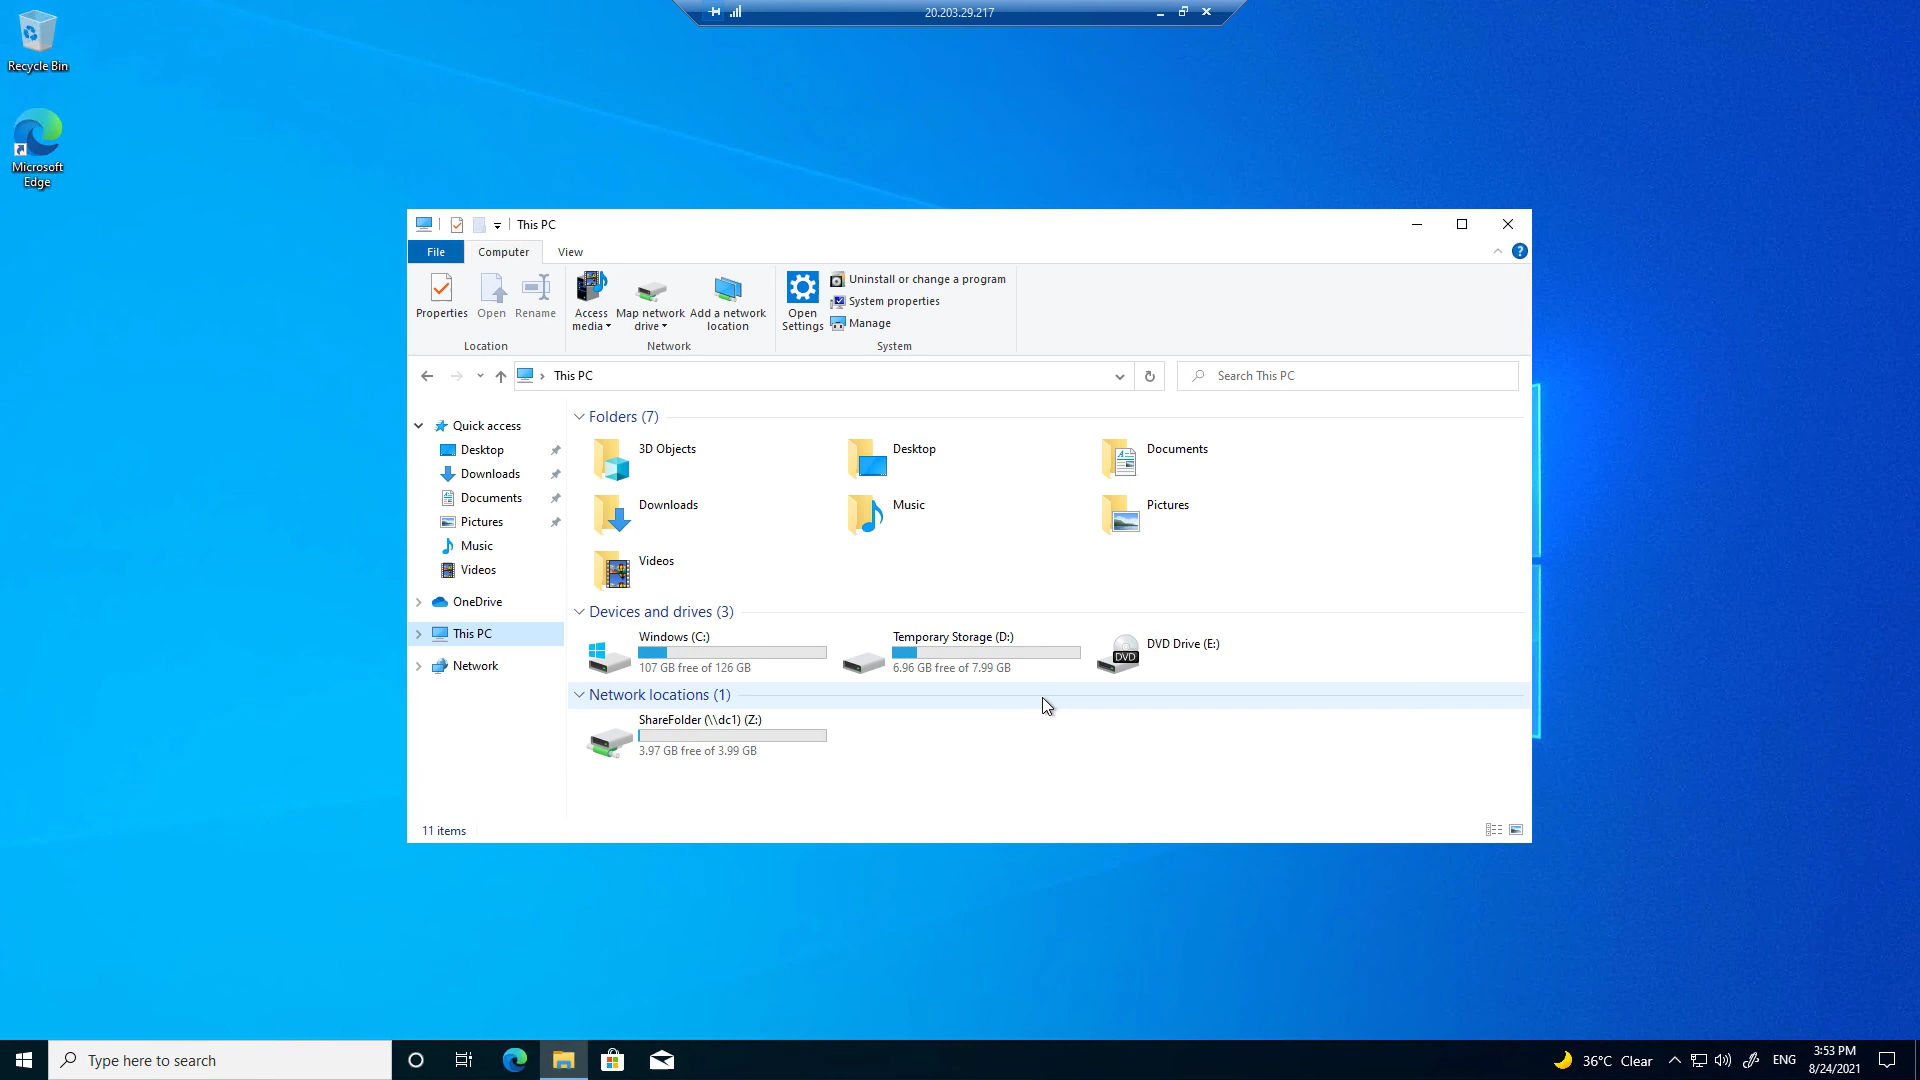 20.203.29.217
Recycle Bin
Microsoft
Edge
This PC
File Computer View
Properties Open Rename
Access
media
Map network
drive
Add a network
location
Open
Settings
Uninstall or change a program
System properties
Manage
Location Network System
This PC
Search This PC
Quick access
Desktop
Downloads
Documents
Pictures
Music
Videos
OneDrive
This PC
Network
Folders (7)
3D Objects
Desktop
Documents
Downloads
Music
Pictures
Videos
Devices and drives (3)
Windows (C:)
107 GB free of 126 GB
Temporary Storage (D:)
6.96 GB free of 7.99 GB
DVD
DVD Drive (E:)
Network locations (1)
ShareFolder (\\dc1) (Z:)
3.97 GB free of 3.99 GB
11 items
Type here to search
36°C Clear
ENG
3:53 PM
8/24/2021